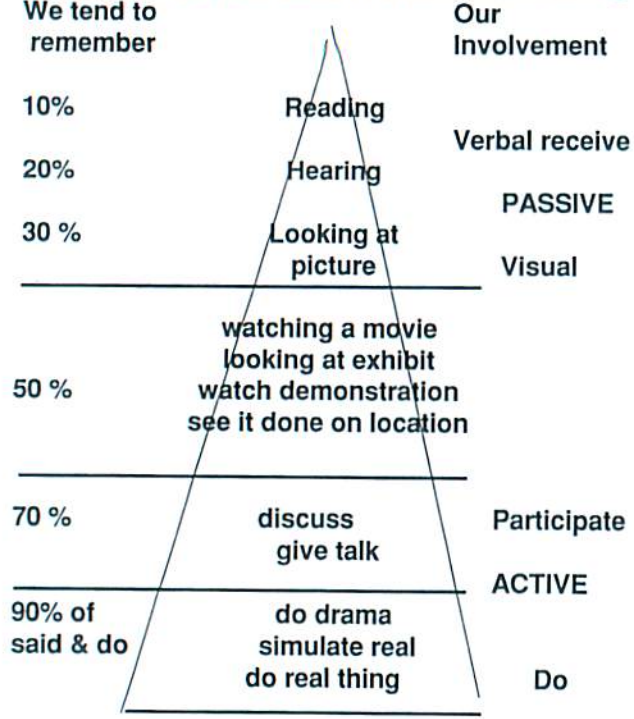 We tend to
remember
Our
Involvement
10%
Reading
Verbal receive
20%
Hearing
PASSIVE
30 %
Looking at
picture
Visual
watching a movie
looking at exhibit
50 %
watch demonstration
see it done on location
70 %
discuss
give talk
Participate
ACTIVE
90% of
said & do
do drama
simulate real
do real thing
Do